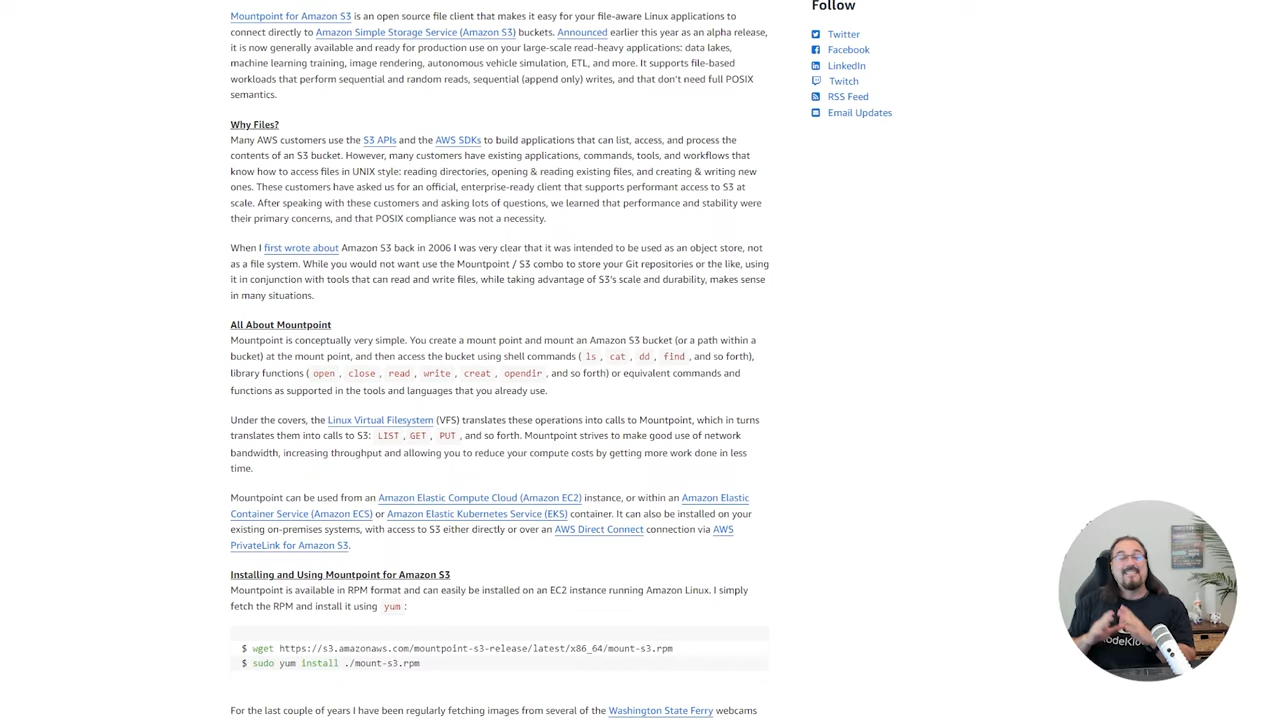 Mountpoint for Amazon S3 is an open source file client that makes it easy for your file-aware Linux applications to
connect directly to Amazon Simple Storage Service (Amazon S3) buckets. Announced earlier this year as an alpha release,
it is now generally available and ready for production use on your large-scale read-heavy applications: data lakes,
machine learning training, image rendering, autonomous vehicle simulation, ETL, and more. It supports file-based
workloads that perform sequential and random reads, sequential (append only) writes, and that don't need full POSIX
semantics.
Why Files?
Many AWS customers use the S3 APIs and the AWS SDKs to build applications that can list, access, and process the
contents of an S3 bucket. However, many customers have existing applications, commands, tools, and workflows that
know how to access files in UNIX style: reading directories, opening & reading existing files, and creating & writing new
ones. These customers have asked us for an official, enterprise-ready client that supports performant access to S3 at
scale. After speaking with these customers and asking lots of questions, we learned that performance and stability were
their primary concerns, and that POSIX compliance was not a necessity.
When I first wrote about Amazon S3 back in 2006 I was very clear that it was intended to be used as an object store, not
as a file system. While you would not want use the Mountpoint / S3 combo to store your Git repositories or the like, using
it in conjunction with tools that can read and write files, while taking advantage of S3's scale and durability, makes sense
in many situations.
All About Mountpoint
Mountpoint is conceptually very simple. You create a mount point and mount an Amazon S3 bucket (or a path within a
bucket) at the mount point, and then access the bucket using shell commands ( ls , cat , dd , find , and so forth),
library functions ( open , close , read , write , creat , opendir , and so forth) or equivalent commands and
functions as supported in the tools and languages that you already use.
Under the covers, the Linux Virtual Filesystem (VFS) translates these operations into calls to Mountpoint, which in turns
translates them into calls to S3: LIST , GET , PUT , and so forth. Mountpoint strives to make good use of network
bandwidth, increasing throughput and allowing you to reduce your compute costs by getting more work done in less
time.
Mountpoint can be used from an Amazon Elastic Compute Cloud (Amazon EC2) instance, or within an Amazon Elastic
Container Service (Amazon ECS) or Amazon Elastic Kubernetes Service (EKS) container. It can also be installed on your
existing on-premises systems, with access to S3 either directly or over an AWS Direct Connect connection via AWS
PrivateLink for Amazon S3.
Installing and Using Mountpoint for Amazon S3
Mountpoint is available in RPM format and can easily be installed on an EC2 instance running Amazon Linux. I simply
fetch the RPM and install it using yum :
$ wget https://s3.amazonaws.com/mountpoint-s3-release/latest/x86_64/mount-s3.rpm
$ sudo yum install ./mount-s3.rpm
For the last couple of years I have been regularly fetching images from several of the Washington State Ferry webcams
Follow
Twitter
Facebook
LinkedIn
Twitch
RSS Feed
Email Updates